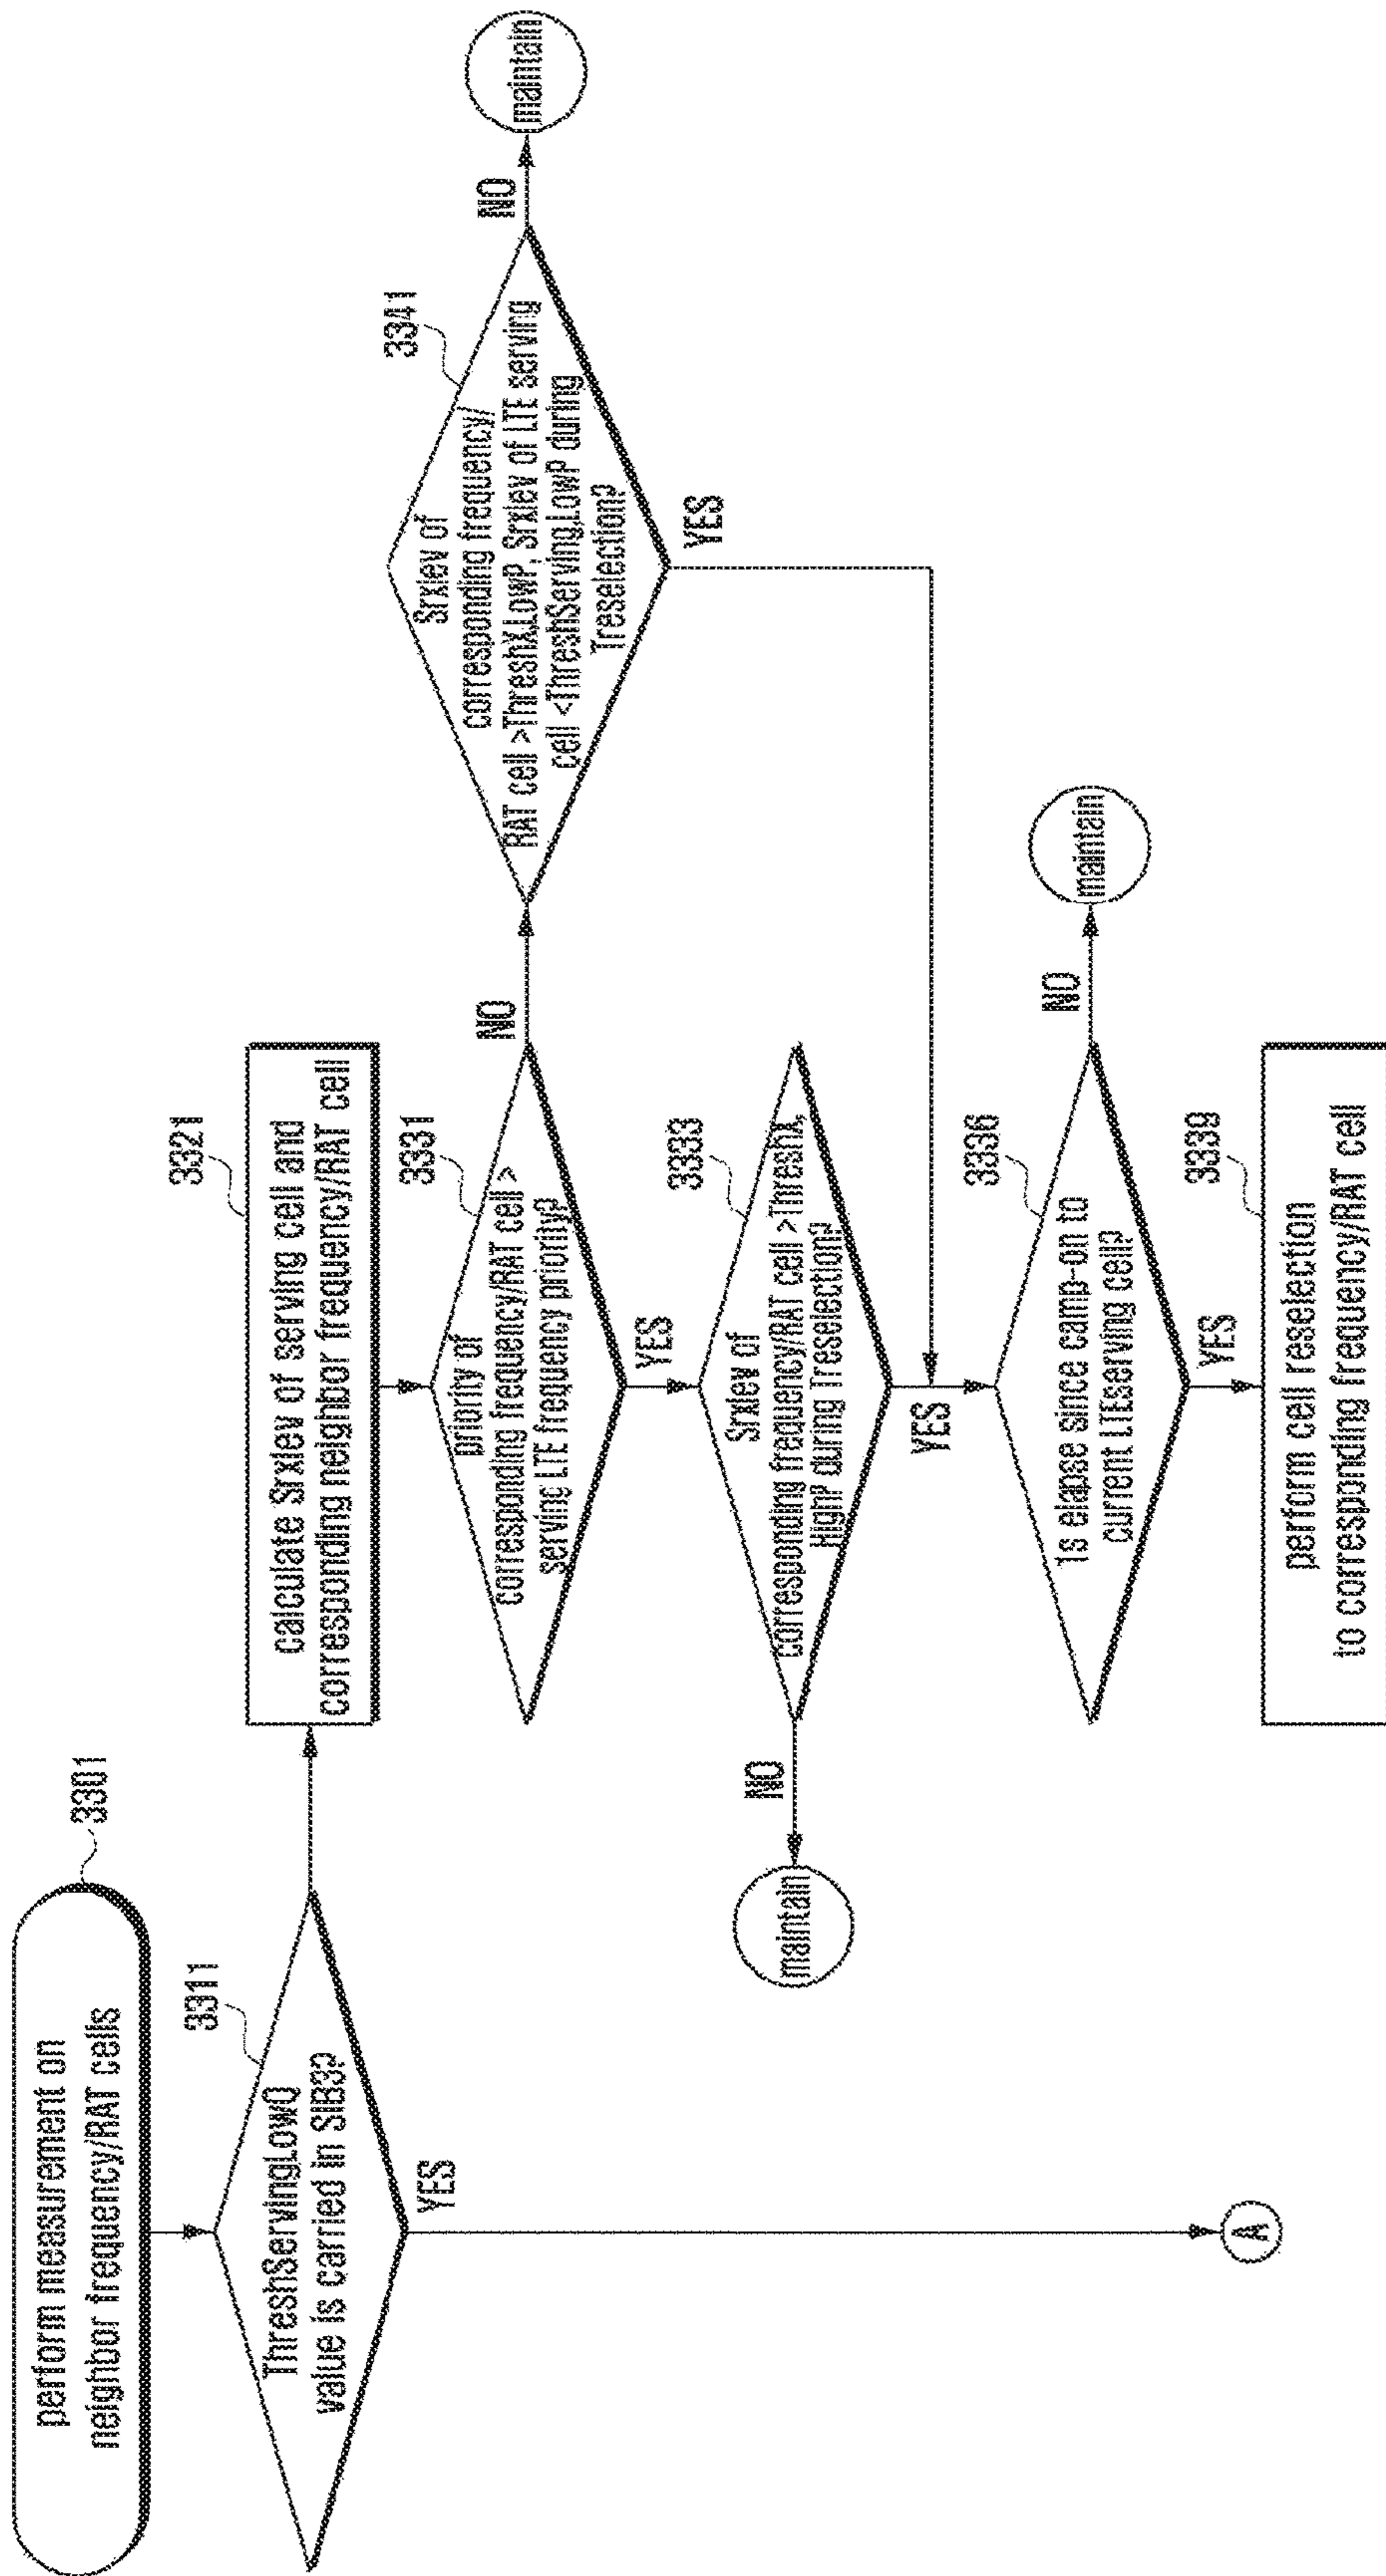 perform measurement on
neighbor frequency/RAT cells
3301
ThreshServingLowQ
value is carried in SIB3?
3311
YES
A
calculate Srxlev of serving cell and
corresponding neighbor frequency/RAT cell
3321
priority of
corresponding frequency/RAT cell >
serving LTE frequency priority?
3331
NO
YES
Srxlev of
corresponding frequency/
RAT cell >ThreshX,LowP, Srxlev of LTE serving
cell <ThreshServing,LowP during
Treselection?
3341
NO
maintain
YES
Srxlev of
corresponding frequency/RAT cell >ThreshX,
HighP during Treselection?
3333
NO
maintain
YES
1s elapse since camp-on to
current LTEserving cell?
3336
NO
maintain
YES
perform cell reselection
to corresponding frequency/RAT cell
3339